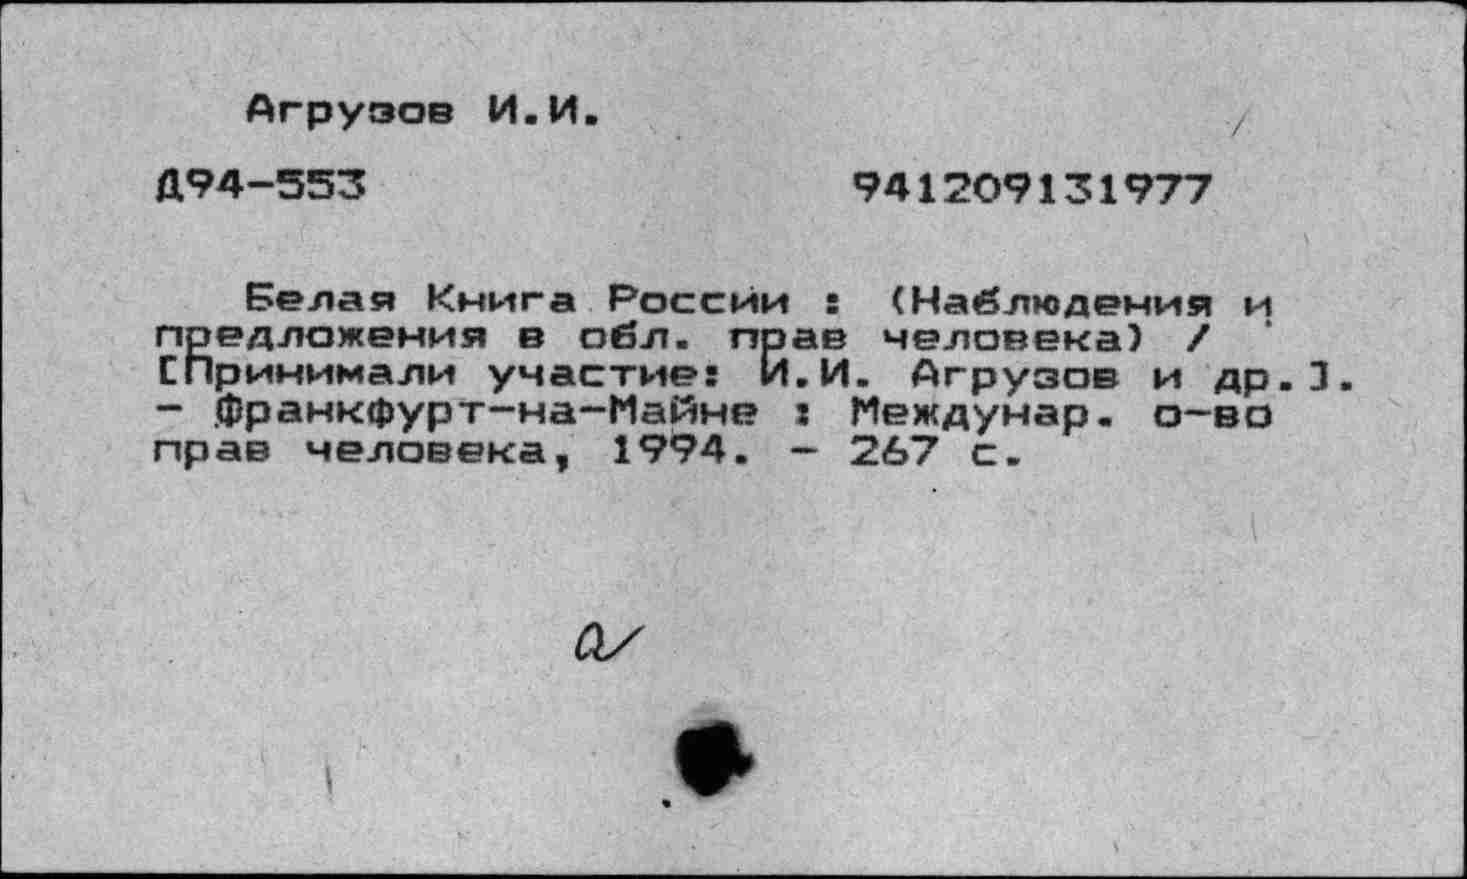 Агрузов И.И.
Д94-553 941209131977
Белая Книга России : (Наблюдения и
предложения в обл. прав человека) /
[Принимали участие: И.И. Агрузов и др.].
- Франкфурт-на-Майне : Междунар. о-во
прав человека, 1994. - 267 с.